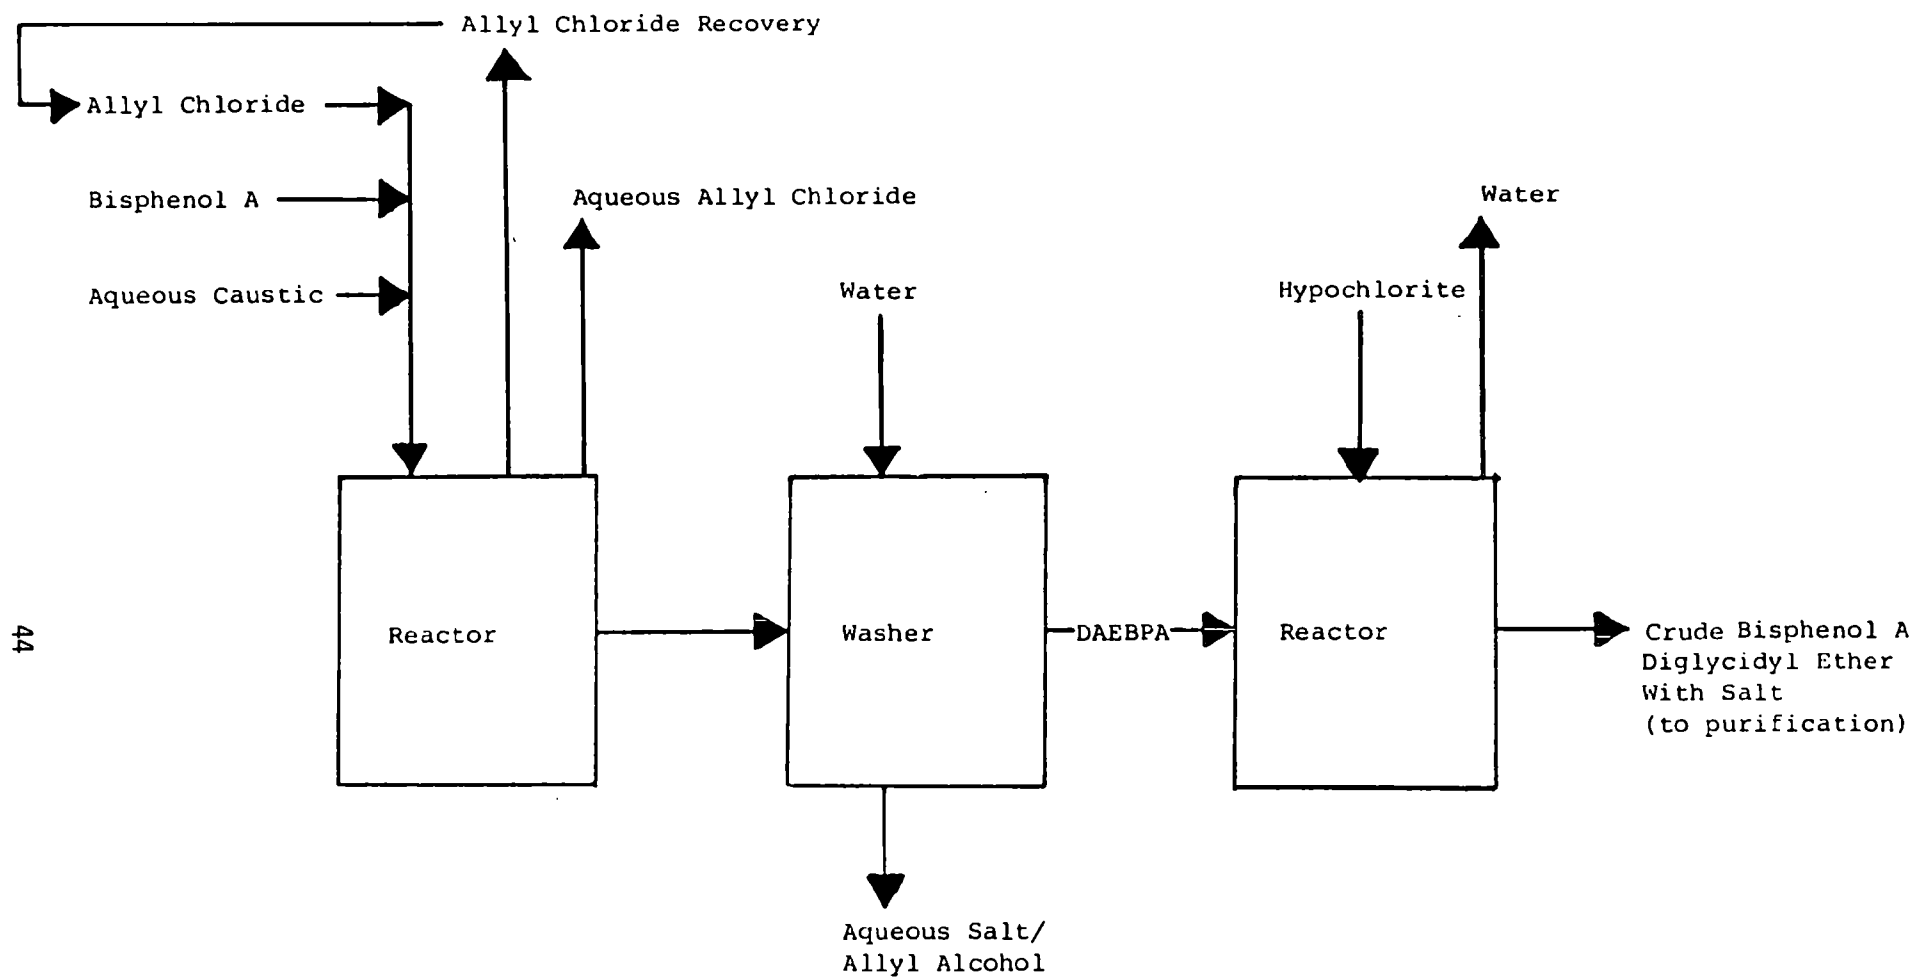 Allyl Chloride Recovery
Allyl Chloride
Bisphenol A
Aqueous Caustic
Aqueous Allyl Chloride
Water
Hypochlorite
Water
Reactor
Washer
DAEBPA
Reactor
Crude Bisphenol A
Diglycidyl Ether
With Salt
(to purification)
Aqueous Salt/
Allyl Alcohol
44